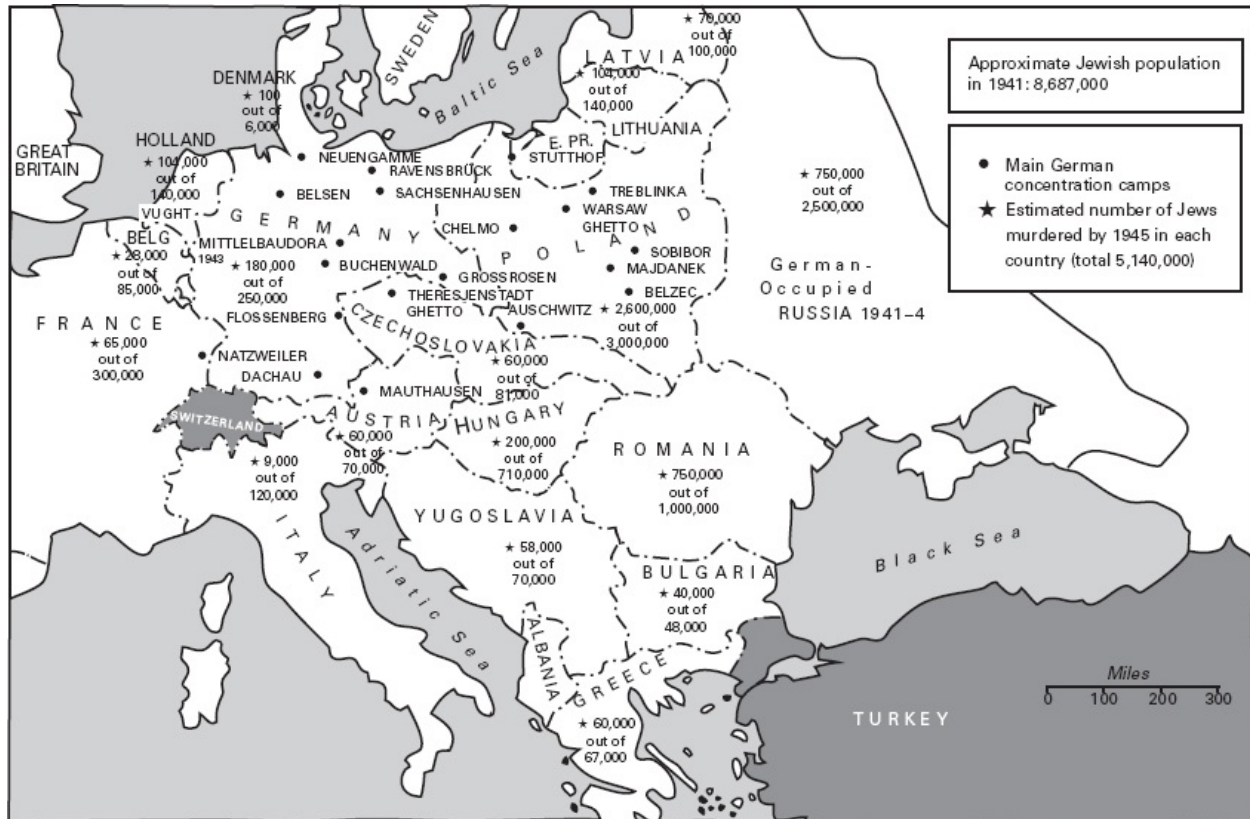 ★ 70,000
out of
100,000
SWEDEN
LATVIA
★ 104,000
out of
140,000
DENMARK
★ 100
out of
6,000
Baltic Sea
LITHUANIA
E. PR.
HOLLAND
★ 104,000
out of
140,000
GREAT
BRITAIN
NEUENGAMME
RAVENSBRÜCK
STUTTHOF
BELSEN
SACHSENHAUSEN
TREBLINKA
WARSAW
GHETTO
★ 750,000
out of
2,500,000
VUGHT
GERMANY
CHELMO
POLAND
BELG
★ 28,000
out of
85,000
MITTLELBAUDORA
1943
★ 180,000
out of
250,000
BUCHENWALD
SOBIBOR
MAJDANEK
GROSSROSEN
BELZEC
German-
Occupied
RUSSIA 1941–4
THERESJENSTADT
GHETTO
FLOSSENBERG
AUSCHWITZ
★ 2,600,000
out of
3,000,000
FRANCE
★ 65,000
out of
300,000
CZECHOSLOVAKIA
★ 60,000
out of
81,000
NATZWEILER
DACHAU
MAUTHAUSEN
SWITZERLAND
AUSTRIA
★ 60,000
out of
70,000
HUNGARY
★ 200,000
out of
710,000
ROMANIA
★ 750,000
out of
1,000,000
★ 9,000
out of
120,000
ITALY
Adriatic Sea
YUGOSLAVIA
★ 58,000
out of
70,000
BULGARIA
★ 40,000
out of
48,000
Black Sea
ALBANIA
GREECE
★ 60,000
out of
67,000
TURKEY
Miles
0 100 200 300
Approximate Jewish population
in 1941: 8,687,000
● Main German
concentration camps
★ Estimated number of Jews
murdered by 1945 in each
country (total 5,140,000)